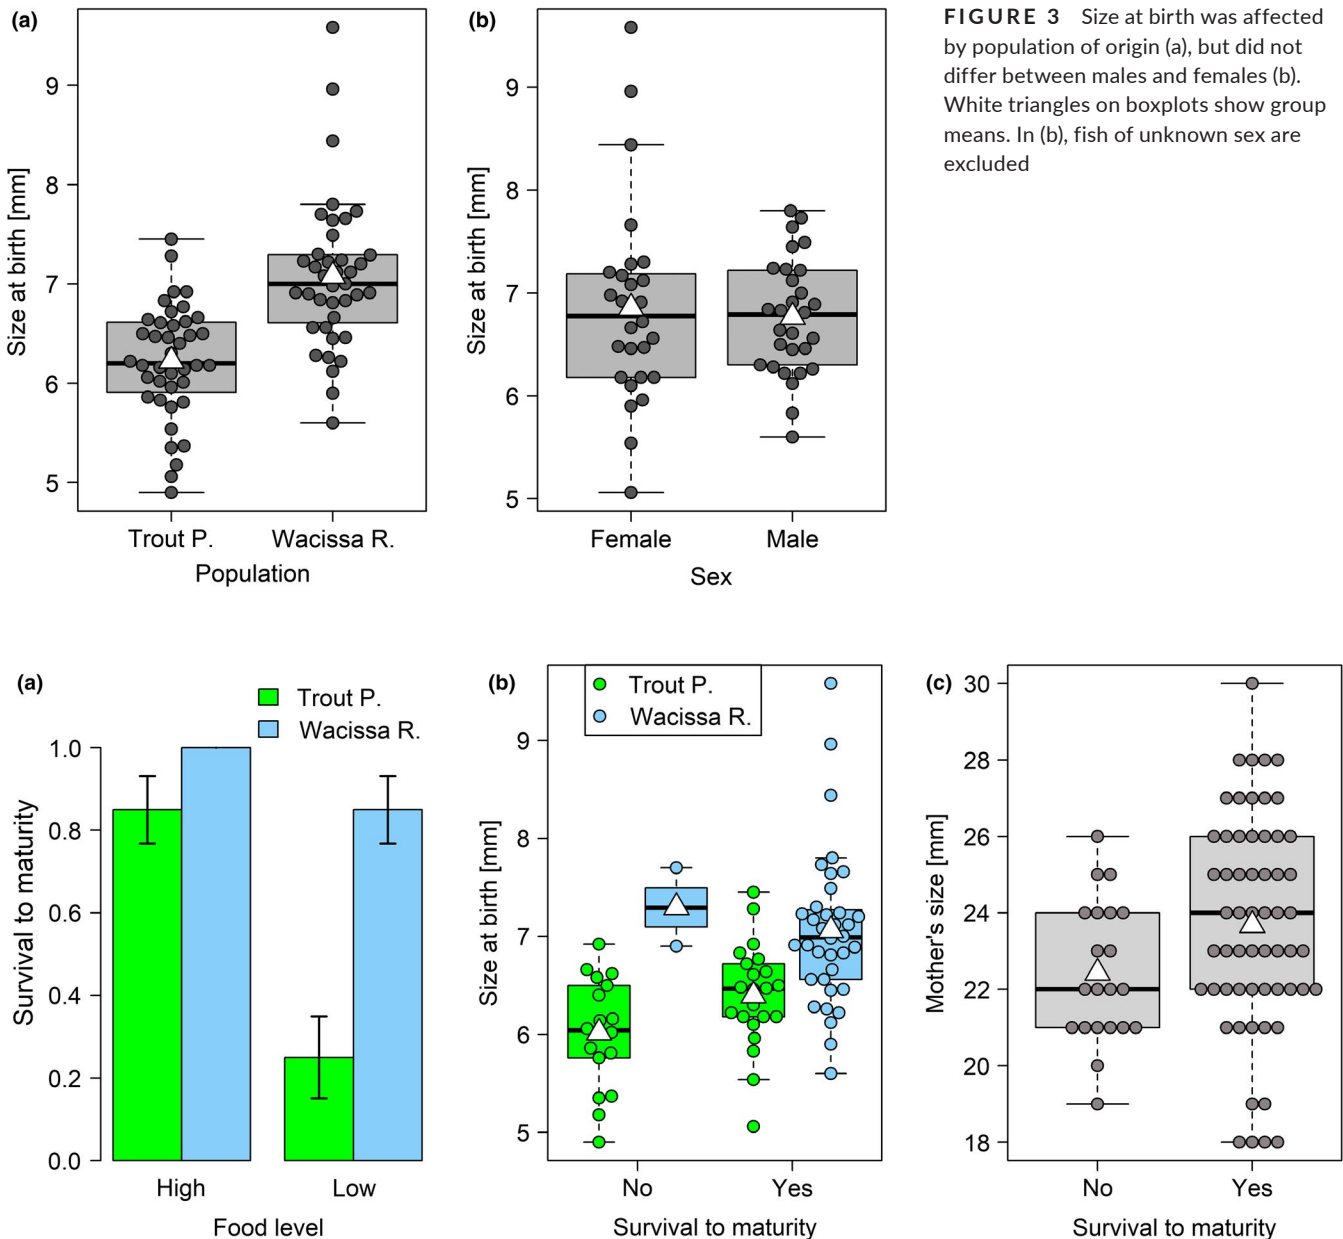 (a)
9
8
7
6
5
Size at birth [mm]
Trout P.
Wacissa R.
Population
(b)
9
8
7
6
5
Size at birth [mm]
Female
Male
Sex
FIGURE 3 Size at birth was affected
by population of origin (a), but did not
differ between males and females (b).
White triangles on boxplots show group
means. In (b), fish of unknown sex are
excluded
(a)
Trout P.
Wacissa R.
1.0
0.8
0.6
0.4
0.2
0.0
Survival to maturity
High
Low
Food level
(b)
Trout P.
Wacissa R.
9
8
7
6
5
Size at birth [mm]
No
Yes
Survival to maturity
(c)
30
28
26
24
22
20
18
Mother's size [mm]
No
Yes
Survival to maturity